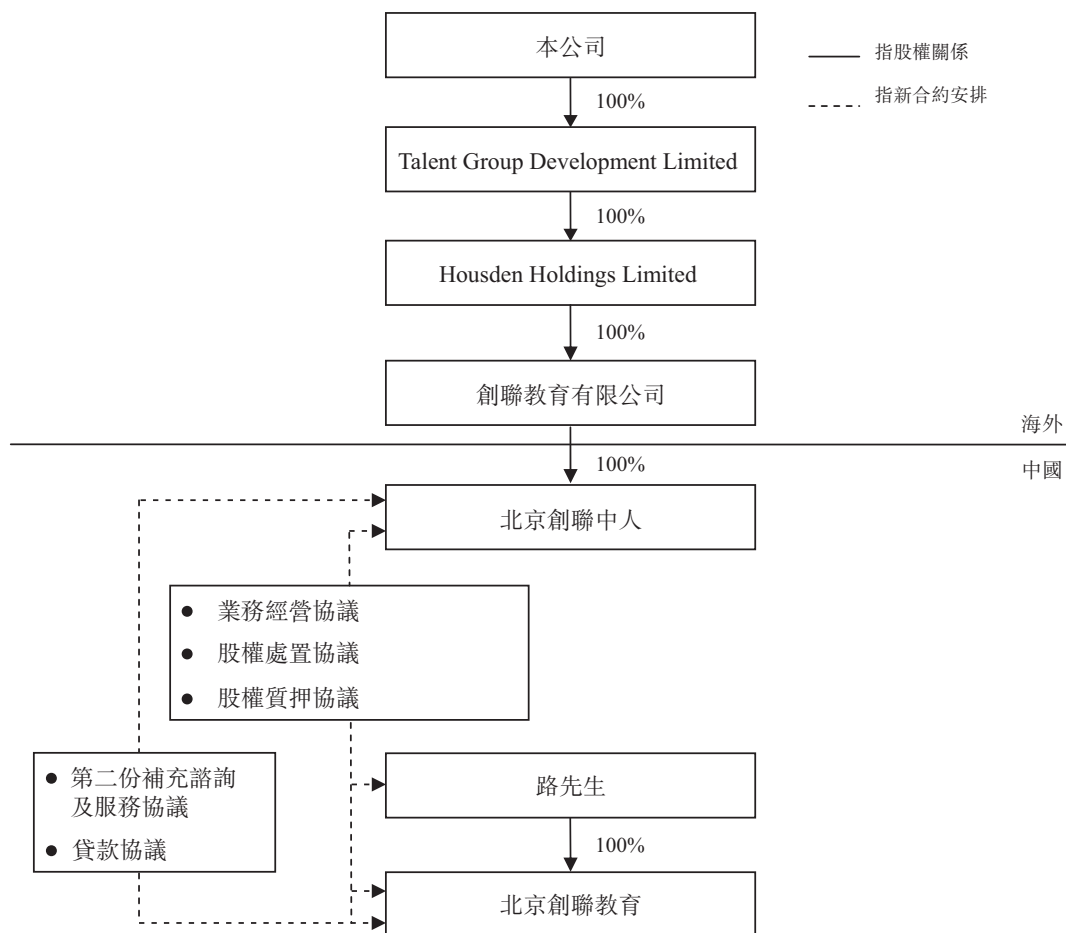 本公司
指股權關係
100%
指新合約安排
Talent Group Development Limited
100%
Housden Holdings Limited
100%
創聯教育有限公司
海外
100%
中國
北京創聯中人
● 業務經營協議
● 股權處置協議
● 股權質押協議
● 第二份補充諮詢
及服務協議
● 貸款協議
路先生
100%
北京創聯教育